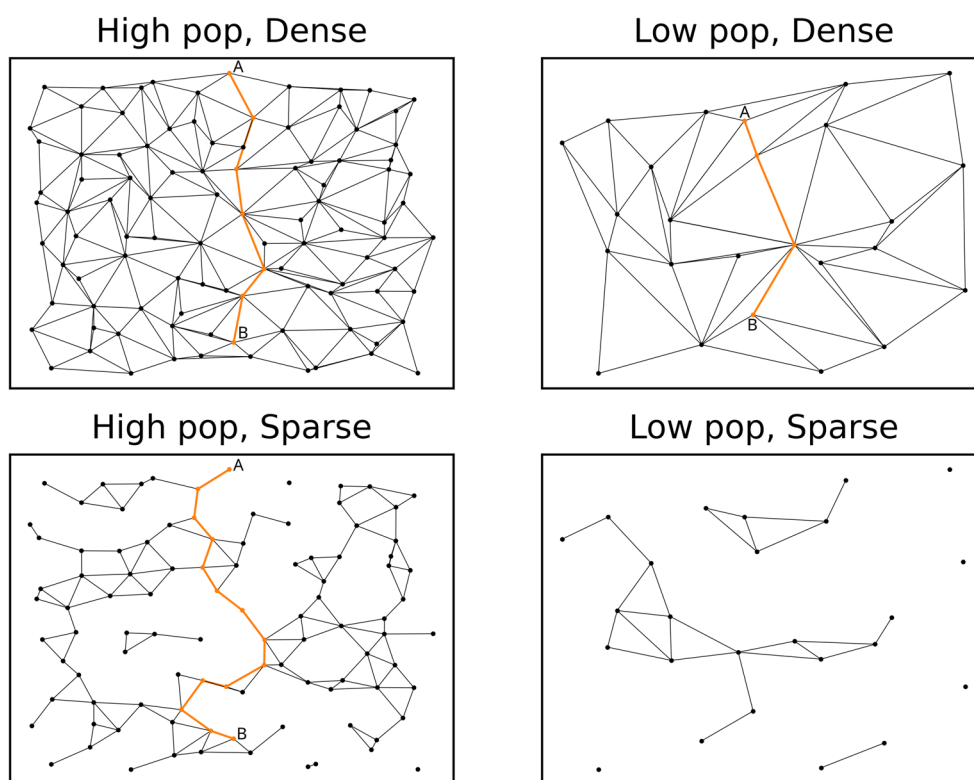 High pop, Dense
Low pop, Dense
A
A
B
B
High pop, Sparse
Low pop, Sparse
A
B